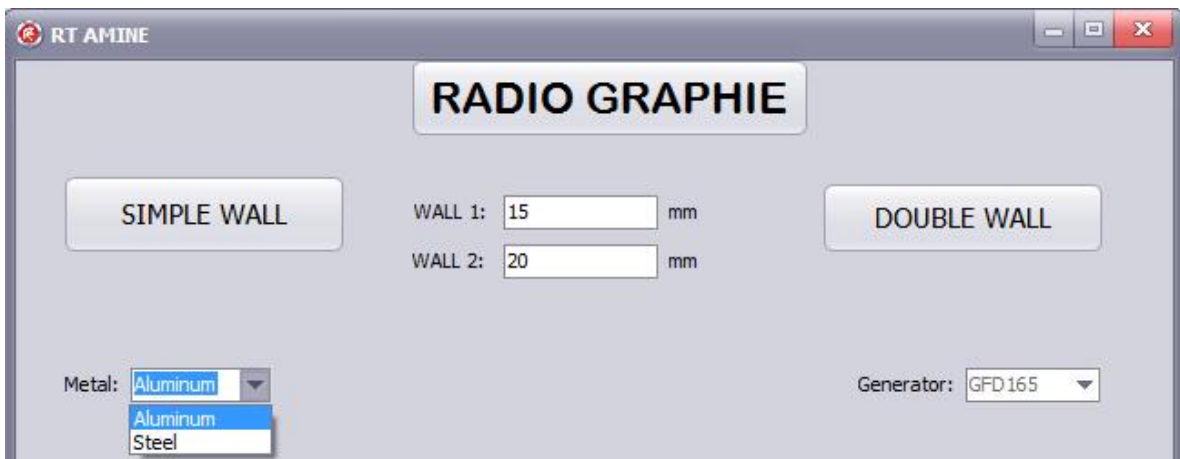 RT AMINE
RADIO GRAPHIE
SIMPLE WALL
WALL 1: 15 mm
DOUBLE WALL
WALL 2: 20 mm
Metal: Aluminum
Generator: GFD165
Aluminum
Steel